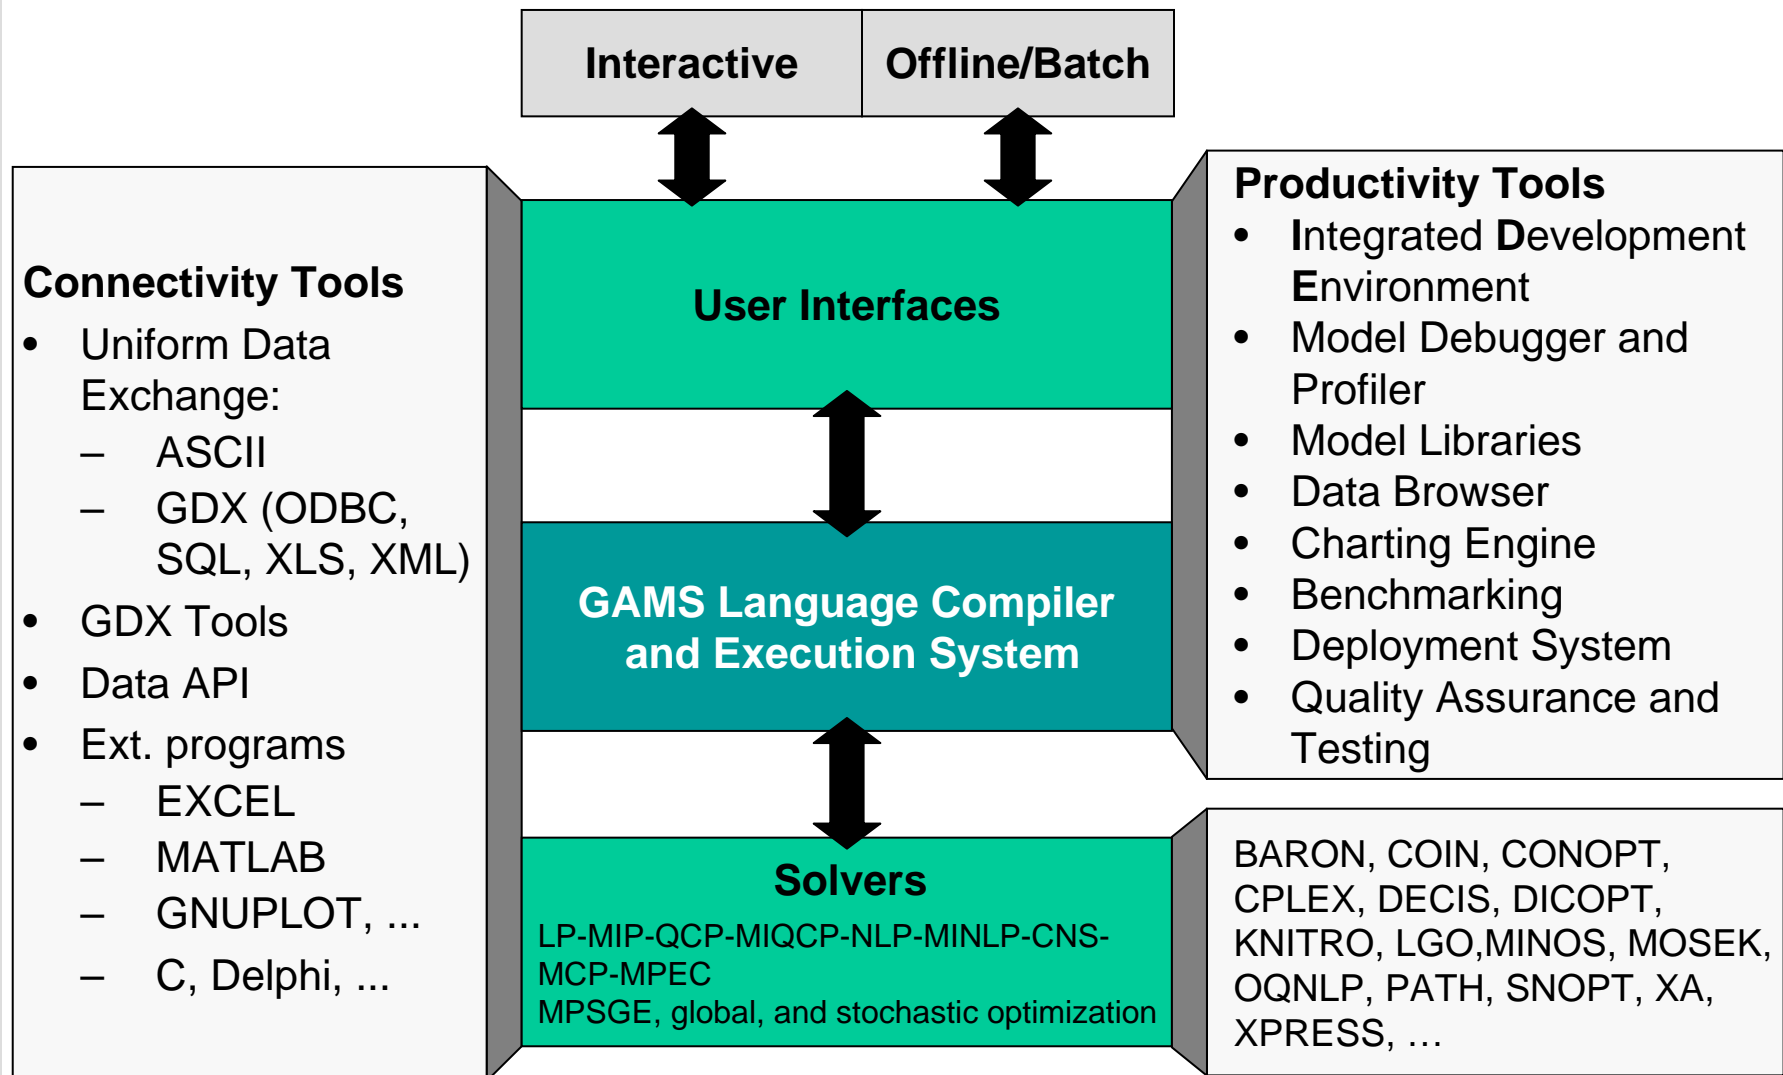 Interactive
Offline/Batch
Connectivity Tools
• Uniform Data
Exchange:
– ASCII
– GDX (ODBC,
SQL, XLS, XML)
• GDX Tools
• Data API
• Ext. programs
– EXCEL
– MATLAB
– GNUPLOT, ...
– C, Delphi, ...
User Interfaces
GAMS Language Compiler
and Execution System
Solvers
LP-MIP-QCP-MIQCP-NLP-MINLP-CNS-
MCP-MPEC
MPSGE, global, and stochastic optimization
Productivity Tools
• Integrated Development
Environment
• Model Debugger and
Profiler
• Model Libraries
• Data Browser
• Charting Engine
• Benchmarking
• Deployment System
• Quality Assurance and
Testing
BARON, COIN, CONOPT,
CPLEX, DECIS, DICOPT,
KNITRO, LGO,MINOS, MOSEK,
OQNLP, PATH, SNOPT, XA,
XPRESS, …